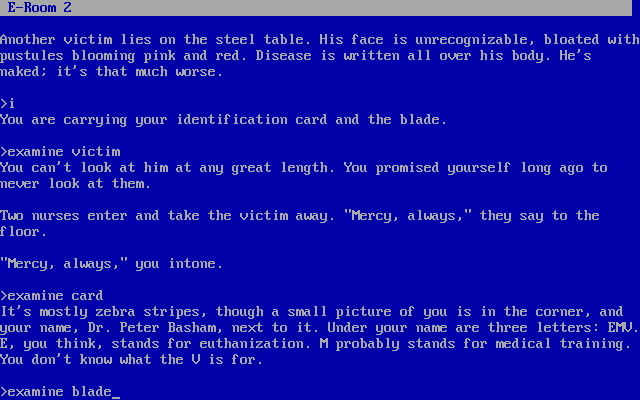 E-Room 2
Another victim lies on the steel table. His face is unrecognizable, bloated with
pustules blooming pink and red. Disease is written all over his body. He's
naked; it's that much worse.
>i
You are carrying your identification card and the blade.
>examine victim
You can't look at him at any great length. You promised yourself long ago to
never look at them.
Two nurses enter and take the victim away. "Mercy, always," they say to the
floor.
"Mercy, always," you intone.
>examine card
It's mostly zebra stripes, though a small picture of you is in the corner, and
your name, Dr. Peter Basham, next to it. Under your name are three letters: EMV.
E, you think, stands for euthanization. M probably stands for medical training.
You don't know what the V is for.
>examine blade_